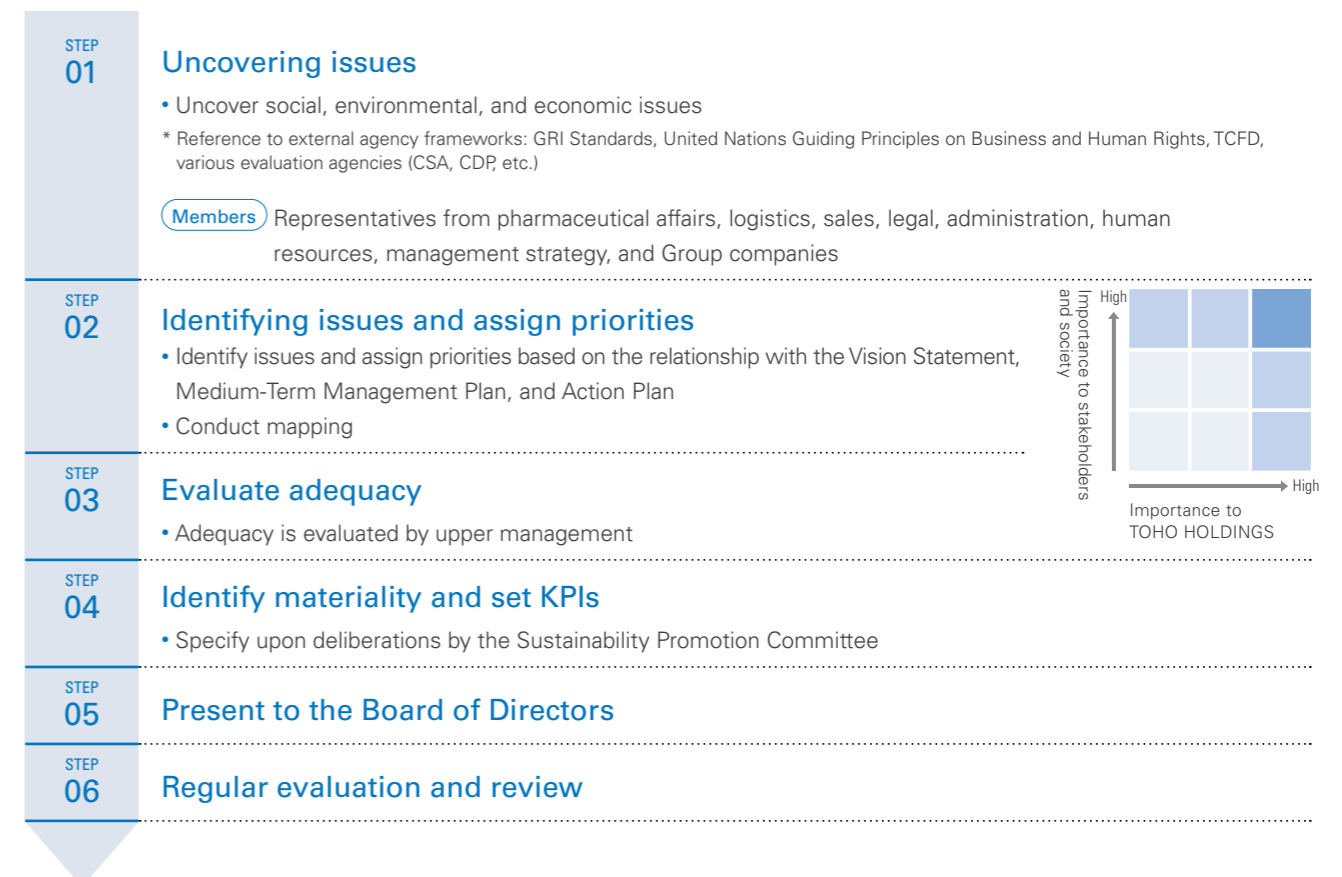 STEP
01
Uncovering issues
• Uncover social, environmental, and economic issues
* Reference to external agency frameworks: GRI Standards, United Nations Guiding Principles on Business and Human Rights, TCFD,
various evaluation agencies (CSA, CDP, etc.)
Members Representatives from pharmaceutical affairs, logistics, sales, legal, administration, human
resources, management strategy, and Group companies
STEP
02
Identifying issues and assign priorities
• Identify issues and assign priorities based on the relationship with the Vision Statement,
Medium-Term Management Plan, and Action Plan
• Conduct mapping
Importance to stakeholders
and society
High
High
Importance to
TOHO HOLDINGS
STEP
03
Evaluate adequacy
• Adequacy is evaluated by upper management
STEP
04
Identify materiality and set KPIs
• Specify upon deliberations by the Sustainability Promotion Committee
STEP
05
Present to the Board of Directors
STEP
06
Regular evaluation and review